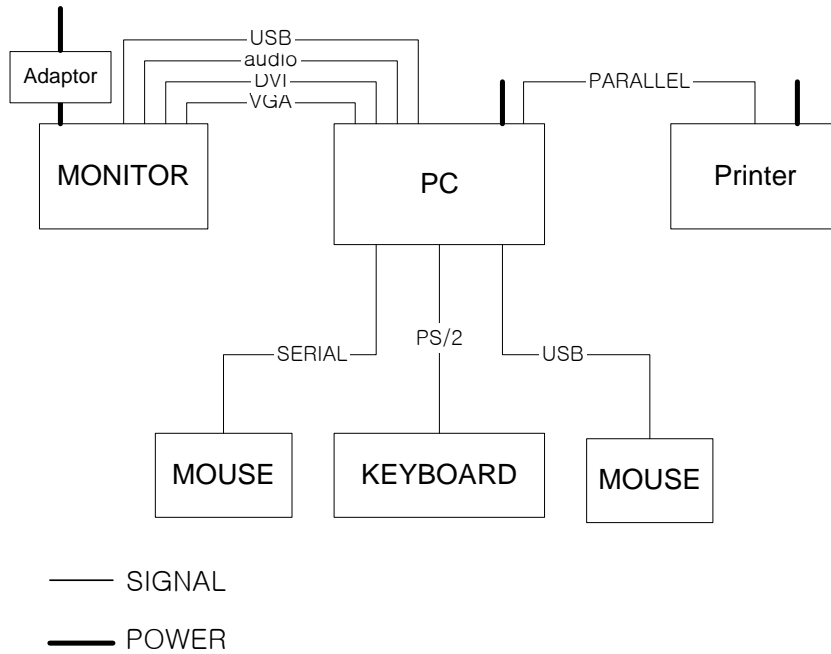 USB
audio
DVI
VGA
Adaptor
PARALLEL
MONITOR
PC
Printer
SERIAL
PS/2
USB
MOUSE
KEYBOARD
MOUSE
SIGNAL
POWER